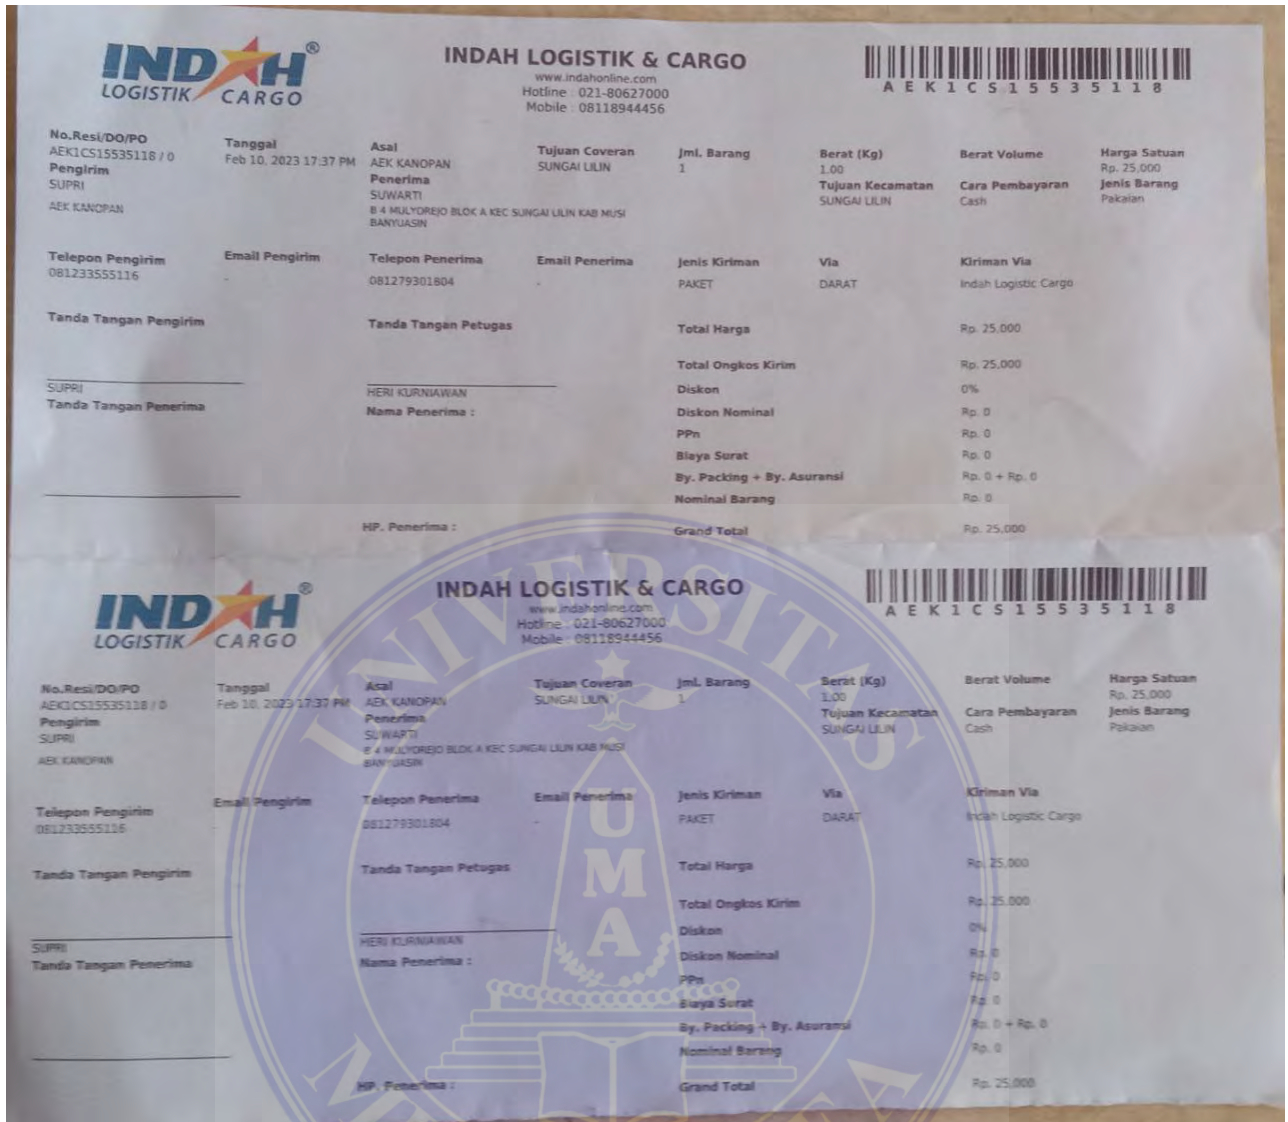 INDAH®
LOGISTIK CARGO
INDAH LOGISTIK & CARGO
www.indahonline.com
Hotline : 021-80627000
Mobile : 08118944456
AEK1CS15535118
No.Resi/DO/PO Tanggal Asal Tujuan Coveran Jml. Barang Berat (Kg) Berat Volume Harga Satuan
AEK1CS15535118 / 0 Feb 10, 2023 17:37 PM AEK KANOPAN SUNGAI LILIN 1 1.00 Rp. 25,000
Pengirim Penerima Tujuan Kecamatan Cara Pembayaran Jenis Barang
SUPRI SUWARTI SUNGAI LILIN Cash Pakaian
AEK KANOPAN B 4 MULYOREJO BLOK A KEC SUNGAI LILIN KAB MUSI
BANYUASIN
Telepon Pengirim Email Pengirim Telepon Penerima Email Penerima Jenis Kiriman Via Kiriman Via
081233555116 - 081279301804 - PAKET DARAT Indah Logistic Cargo
Tanda Tangan Pengirim Tanda Tangan Petugas Total Harga Rp. 25,000
Total Ongkos Kirim Rp. 25,000
SUPRI HERI KURNIAWAN Diskon 0%
Tanda Tangan Penerima Nama Penerima : Diskon Nominal Rp. 0
PPn Rp. 0
Biaya Surat Rp. 0
By. Packing + By. Asuransi Rp. 0 + Rp. 0
Nominal Barang Rp. 0
HP. Penerima : Grand Total Rp. 25,000
INDAH®
LOGISTIK CARGO
INDAH LOGISTIK & CARGO
www.indahonline.com
Hotline : 021-80627000
Mobile : 08118944456
AEK1CS15535118
No.Resi/DO/PO Tanggal Asal Tujuan Coveran Jml. Barang Berat (Kg) Berat Volume Harga Satuan
AEK1CS15535118 / 0 Feb 10, 2023 17:37 PM AEK KANOPAN SUNGAI LILIN 1 1.00 Rp. 25,000
Pengirim Penerima Tujuan Kecamatan Cara Pembayaran Jenis Barang
SUPRI SUWARTI SUNGAI LILIN Cash Pakaian
AEK KANOPAN B 4 MULYOREJO BLOK A KEC SUNGAI LILIN KAB MUSI
BANYUASIN
Telepon Pengirim Email Pengirim Telepon Penerima Email Penerima Jenis Kiriman Via Kiriman Via
081233555116 - 081279301804 - PAKET DARAT Indah Logistic Cargo
Tanda Tangan Pengirim Tanda Tangan Petugas Total Harga Rp. 25,000
Total Ongkos Kirim Rp. 25,000
SUPRI HERI KURNIAWAN Diskon 0%
Tanda Tangan Penerima Nama Penerima : Diskon Nominal Rp. 0
PPn Rp. 0
Biaya Surat Rp. 0
By. Packing + By. Asuransi Rp. 0 + Rp. 0
Nominal Barang Rp. 0
HP. Penerima : Grand Total Rp. 25,000
UNIVERSITAS
UMA